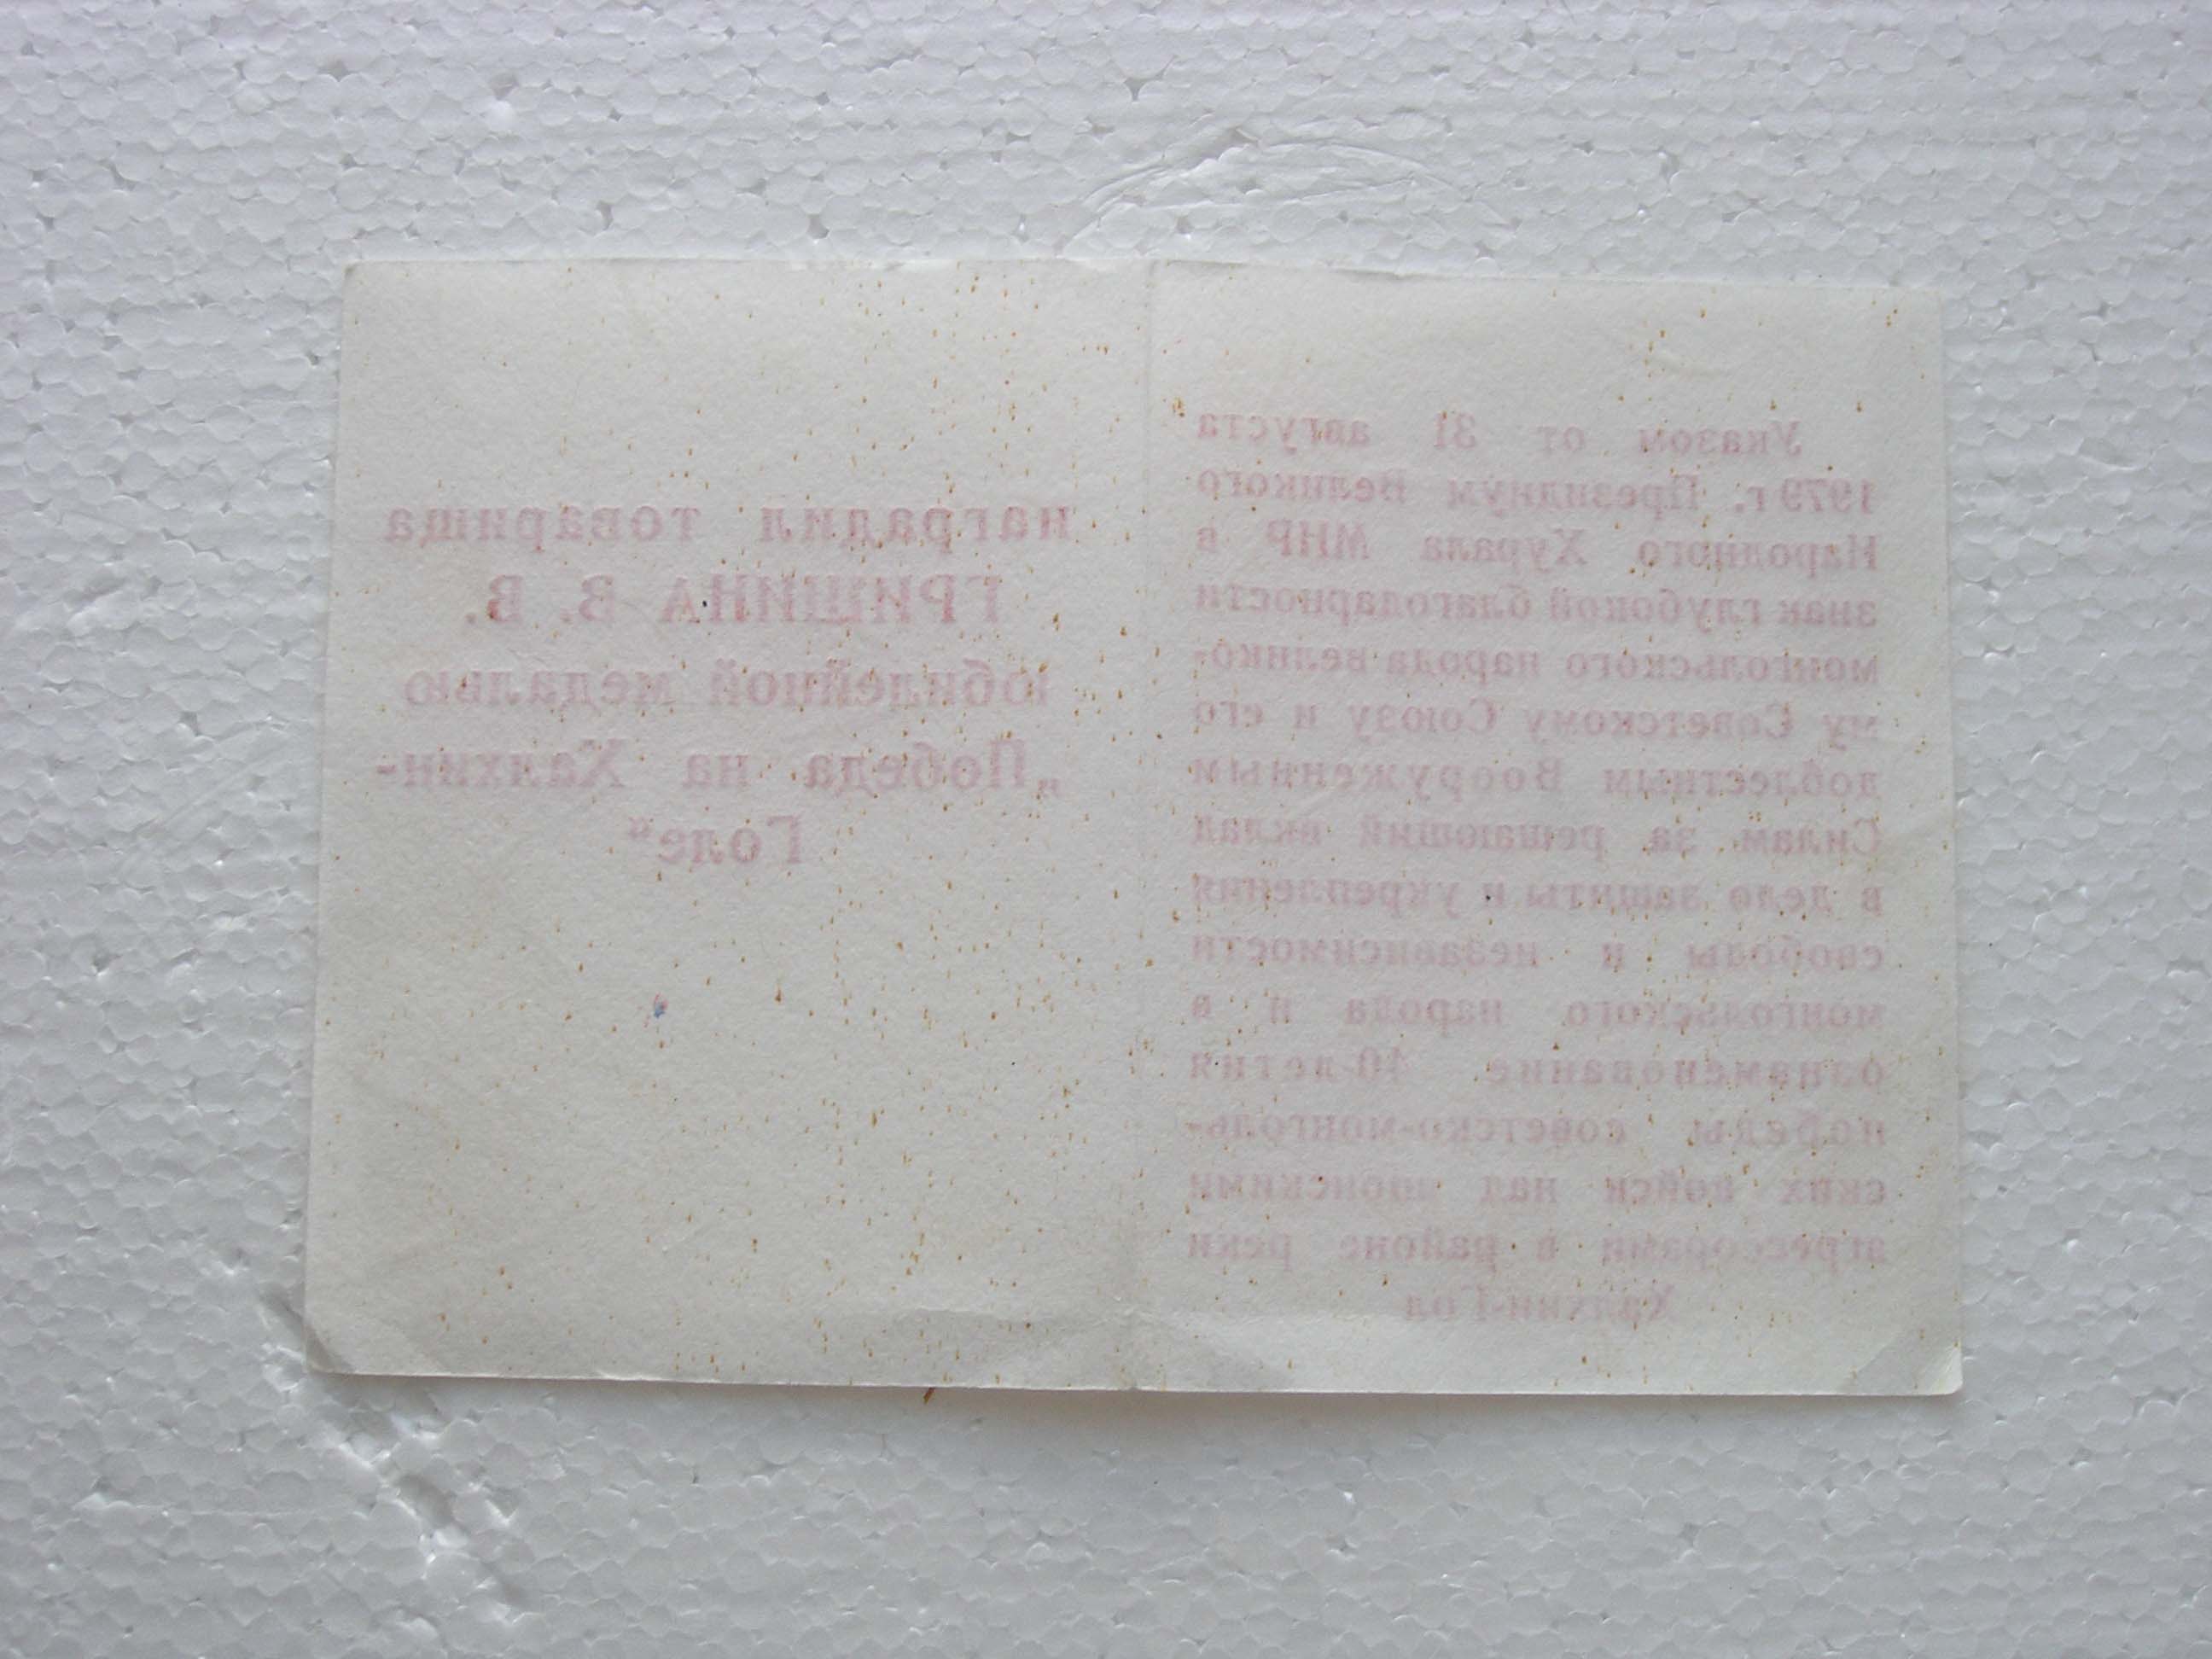 Указом от 31 августа
1979 г. Президиум Великого
Народного Хурала МНР в
знак глубокой благодарности
монгольского народа велико-
му Советскому Союзу и его
доблестным Вооруженным
Силам за решающий вклад
в дело защиты и укрепления
свободы и независимости
монгольского народа и в
ознаменование 40-летия
победы советско-монголь-
ских войск над японскими
агрессорами в районе реки
Халхин-Гол
наградил товарища
ГРИШИНА В. В.
юбилейной медалью
„Победа на Халхин-
Голе“